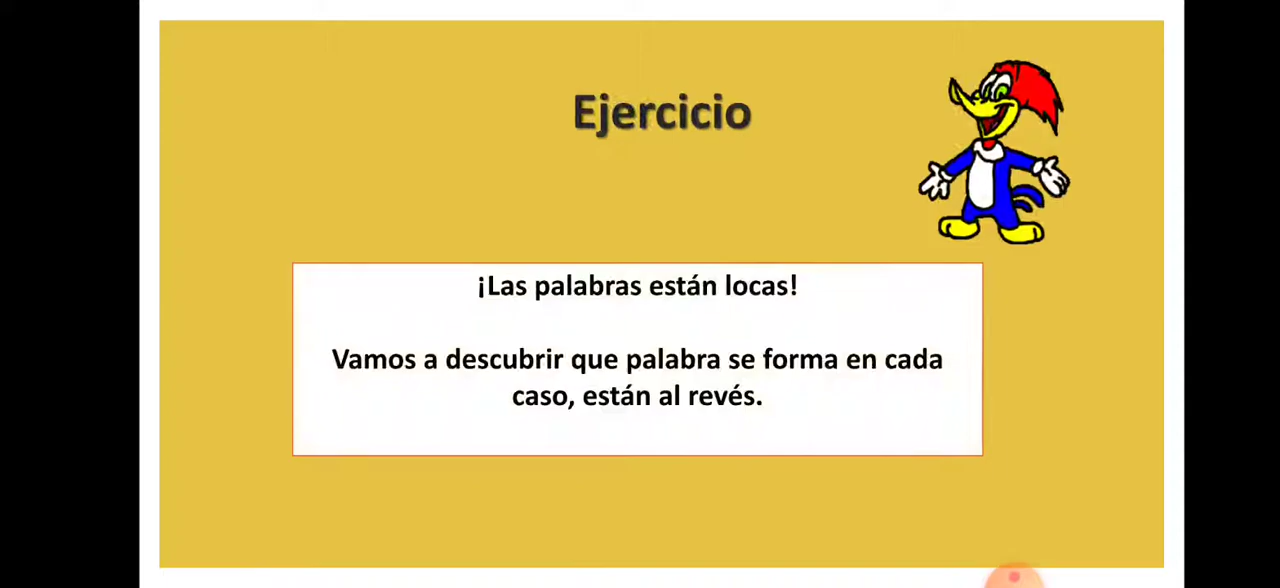 Ejercicio
¡Las palabras están locas!
Vamos a descubrir que palabra se forma en cada
caso, están al revés.